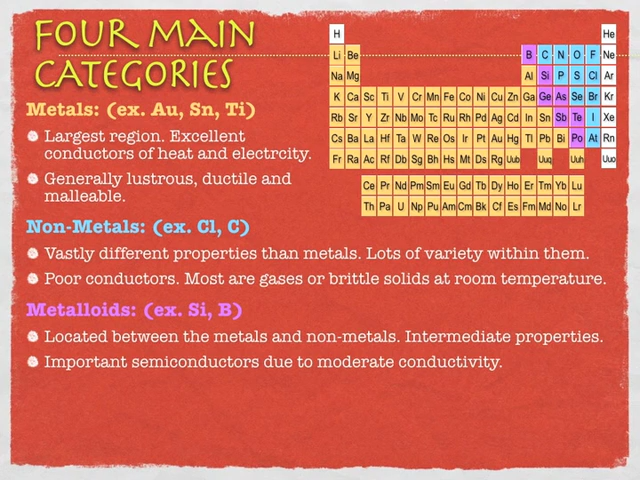 Four Main
Categories
Metals: (ex. Au, Sn, Ti)
Largest region. Excellent
conductors of heat and electrcity.
Generally lustrous, ductile and
malleable.
Non-Metals: (ex. Cl, C)
Vastly different properties than metals. Lots of variety within them.
Poor conductors. Most are gases or brittle solids at room temperature.
Metalloids: (ex. Si, B)
Located between the metals and non-metals. Intermediate properties.
Important semiconductors due to moderate conductivity.
H He
Li Be B C N O F Ne
Na Mg Al Si P S Cl Ar
K Ca Sc Ti V Cr Mn Fe Co Ni Cu Zn Ga Ge As Se Br Kr
Rb Sr Y Zr Nb Mo Tc Ru Rh Pd Ag Cd In Sn Sb Te I Xe
Cs Ba La Hf Ta W Re Os Ir Pt Au Hg Tl Pb Bi Po At Rn
Fr Ra Ac Rf Db Sg Bh Hs Mt Ds Rg Uub Uuq Uuh Uuo
Ce Pr Nd Pm Sm Eu Gd Tb Dy Ho Er Tm Yb Lu
Th Pa U Np Pu Am Cm Bk Cf Es Fm Md No Lr